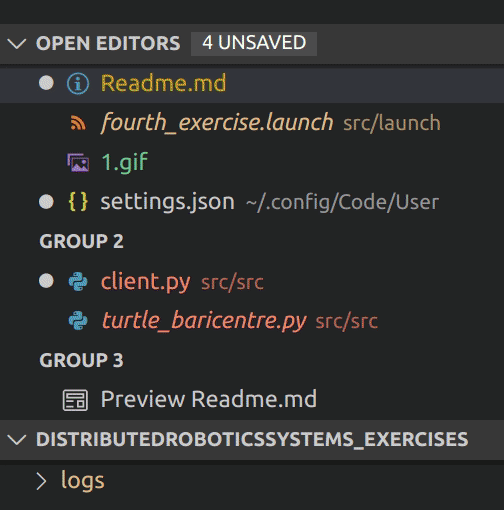 OPEN EDITORS 4 UNSAVED
Readme.md
fourth_exercise.launch src/launch
1.gif
{ } settings.json ~/.config/Code/User
GROUP 2
client.py src/src
turtle_baricentre.py src/src
GROUP 3
Preview Readme.md
DISTRIBUTEDROBOTICSSYSTEMS_EXERCISES
logs